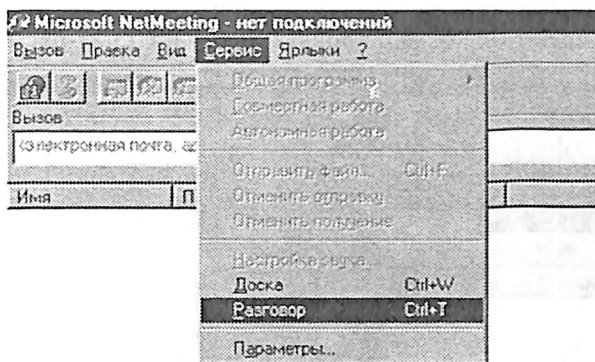 Microsoft NetMeeting - нет подключений
Вызов Правка Вид Сервис Ярлыки ?
Общая программа
Совместная работа
Автономная работа
Вызов
(электронная почта, ад
Отправить файл... Ctrl+F
Отменить отправку
Отменить получение
Имя П
Настройка звука...
Доска Ctrl+W
Разговор Ctrl+T
Параметры...